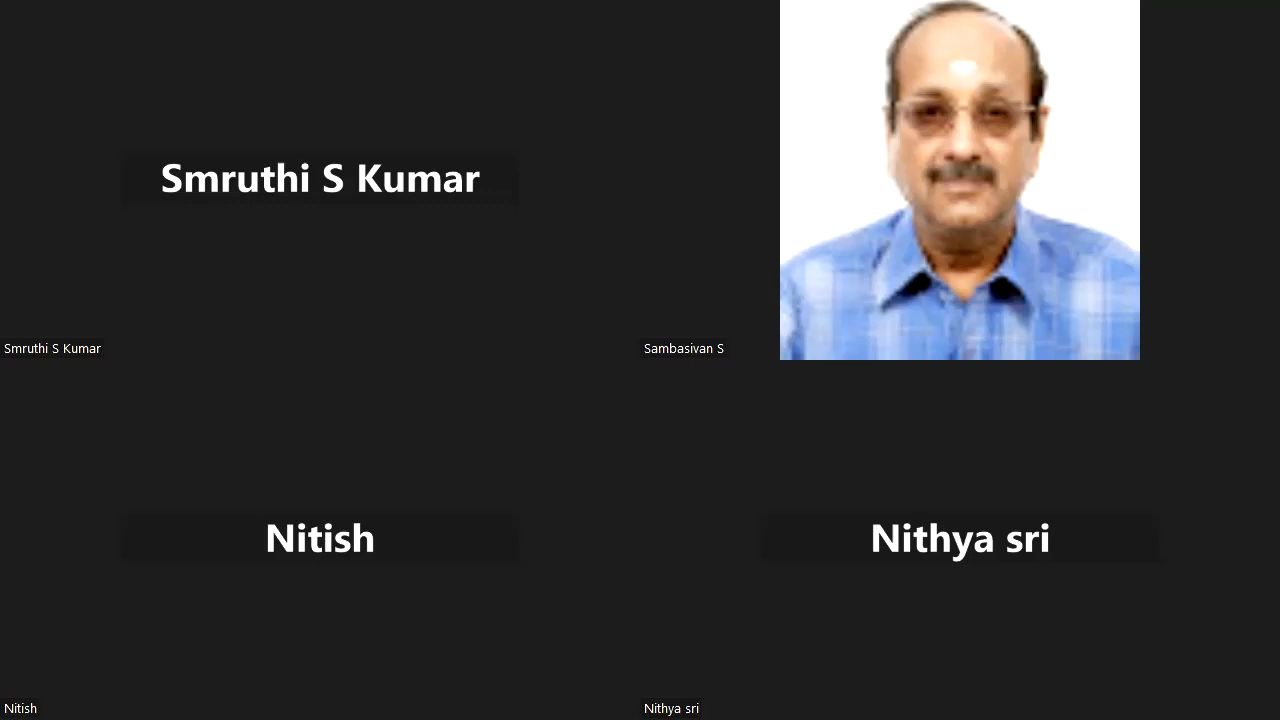 Smruthi S Kumar
Smruthi S Kumar
Sambasivan S
Nitish
Nithya sri
Nitish
Nithya sri